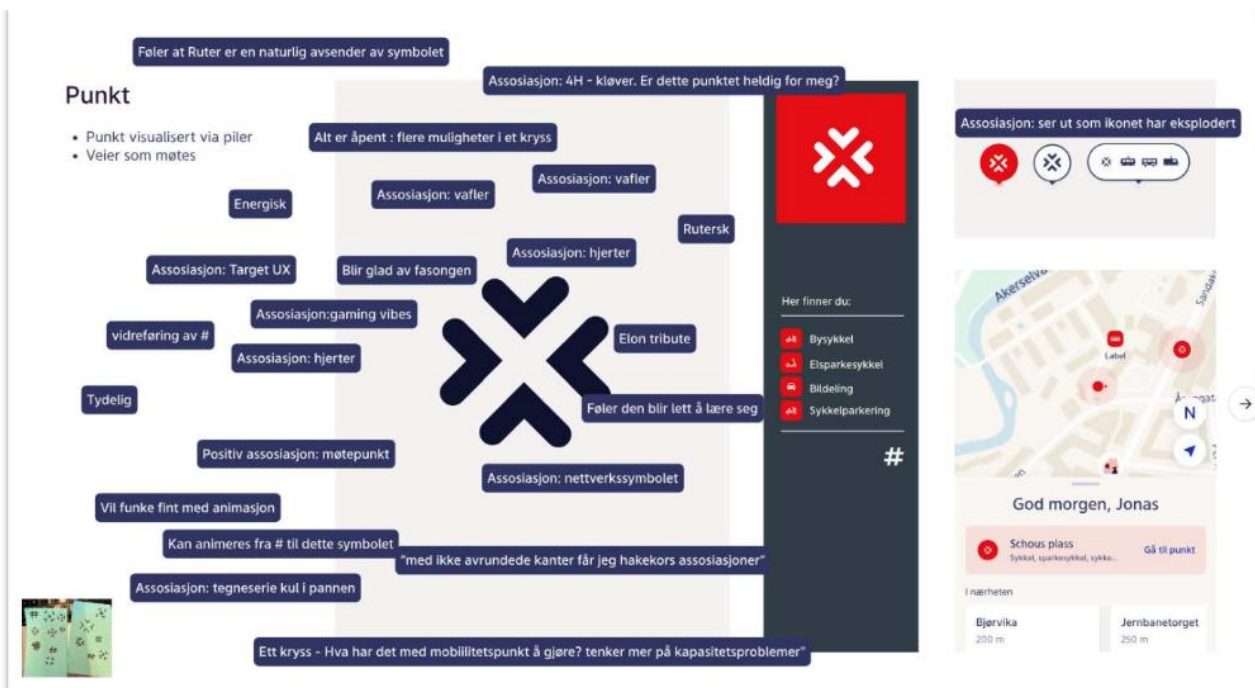 Føler at Ruter er en naturlig avsender av symbolet
Assosiasjon: 4H - kløver. Er dette punktet heldig for meg?
Punkt
• Punkt visualisert via piler
• Veier som møtes
Alt er åpent : flere muligheter i et kryss
Assosiasjon: vafler
Assosiasjon: vafler
Energisk
Rutersk
Assosiasjon: hjerter
Assosiasjon: Target UX
Blir glad av fasongen
Assosiasjon:gaming vibes
vidreføring av #
Elon tribute
Assosiasjon: hjerter
Tydelig
Føler den blir lett å lære seg
Positiv assosiasjon: møtepunkt
Assosiasjon: nettverkssymbolet
Vil funke fint med animasjon
Kan animeres fra # til dette symbolet
"med ikke avrundede kanter får jeg hakekors assosiasjoner"
Assosiasjon: tegneserie kul i pannen
Ett kryss - Hva har det med mobiilitetspunkt å gjøre? tenker mer på kapasitetsproblemer"
Her finner du:
Bysykkel
Elsparkesykkel
Bildeling
Sykkelparkering
#
Assosiasjon: ser ut som ikonet har eksplodert
Akerselva
Sandak
Label
N
God morgen, Jonas
Schous plass
Sykkel, sparkesykkel, sykke...
Gå til punkt
I nærheten
Bjørvika
200 m
Jernbanetorget
250 m